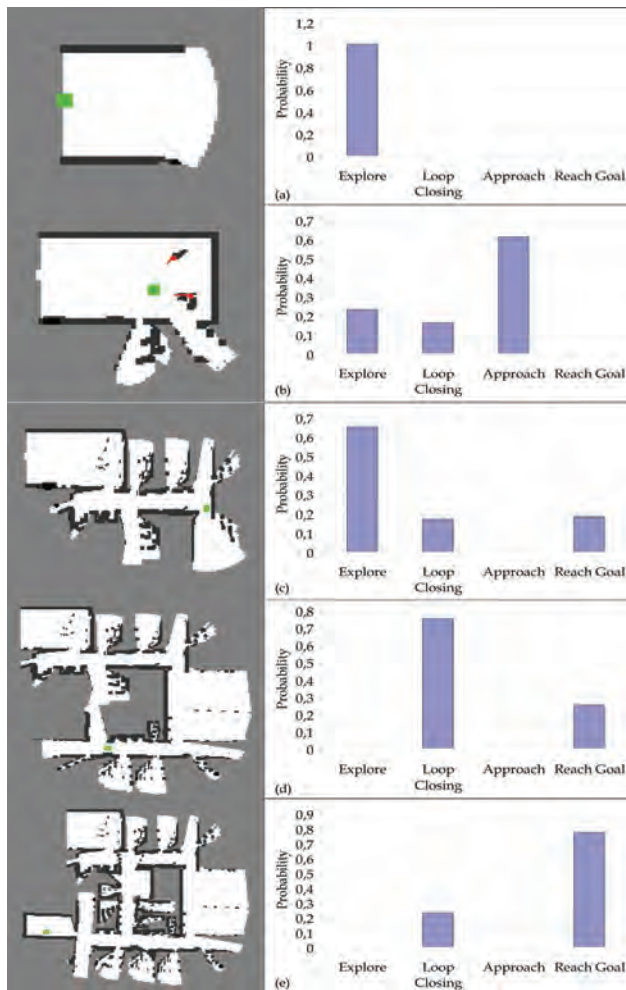 1,2
1
0,8
0,6
0,4
0,2
0
Probability
Explore
Loop
Closing
Approach
Reach Goal
(a)
0,7
0,6
0,5
0,4
0,3
0,2
0,1
0
Probability
Explore
Loop
Closing
Approach
Reach Goal
(b)
0,7
0,6
0,5
0,4
0,3
0,2
0,1
0
Probability
Explore
Loop
Closing
Approach
Reach Goal
(c)
0,8
0,7
0,6
0,5
0,4
0,3
0,2
0,1
0
Probability
Explore
Loop
Closing
Approach
Reach Goal
(d)
0,9
0,8
0,7
0,6
0,5
0,4
0,3
0,2
0,1
0
Probability
Explore
Loop
Closing
Approach
Reach Goal
(e)